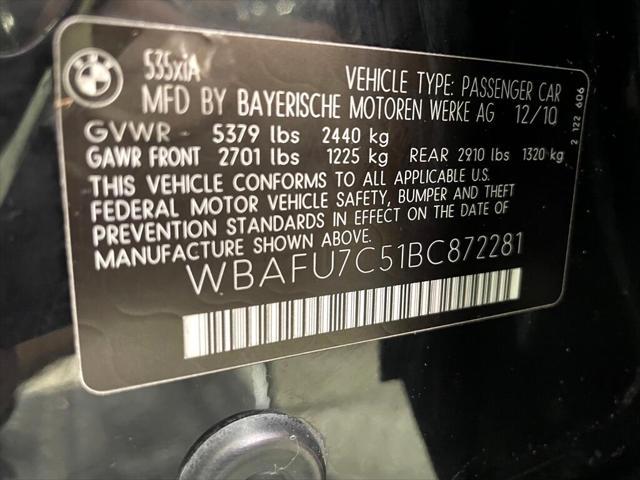 535xiA
VEHICLE TYPE: PASSENGER CAR
MFD BY BAYERISCHE MOTOREN WERKE AG 12/10
GVWR - 5379 lbs 2440 kg
GAWR FRONT 2701 lbs 1225 kg REAR 2910 lbs 1320 kg
THIS VEHICLE CONFORMS TO ALL APPLICABLE U.S.
FEDERAL MOTOR VEHICLE SAFETY, BUMPER AND THEFT
PREVENTION STANDARDS IN EFFECT ON THE DATE OF
MANUFACTURE SHOWN ABOVE.
WBAFU7C51BC872281
2 122 606